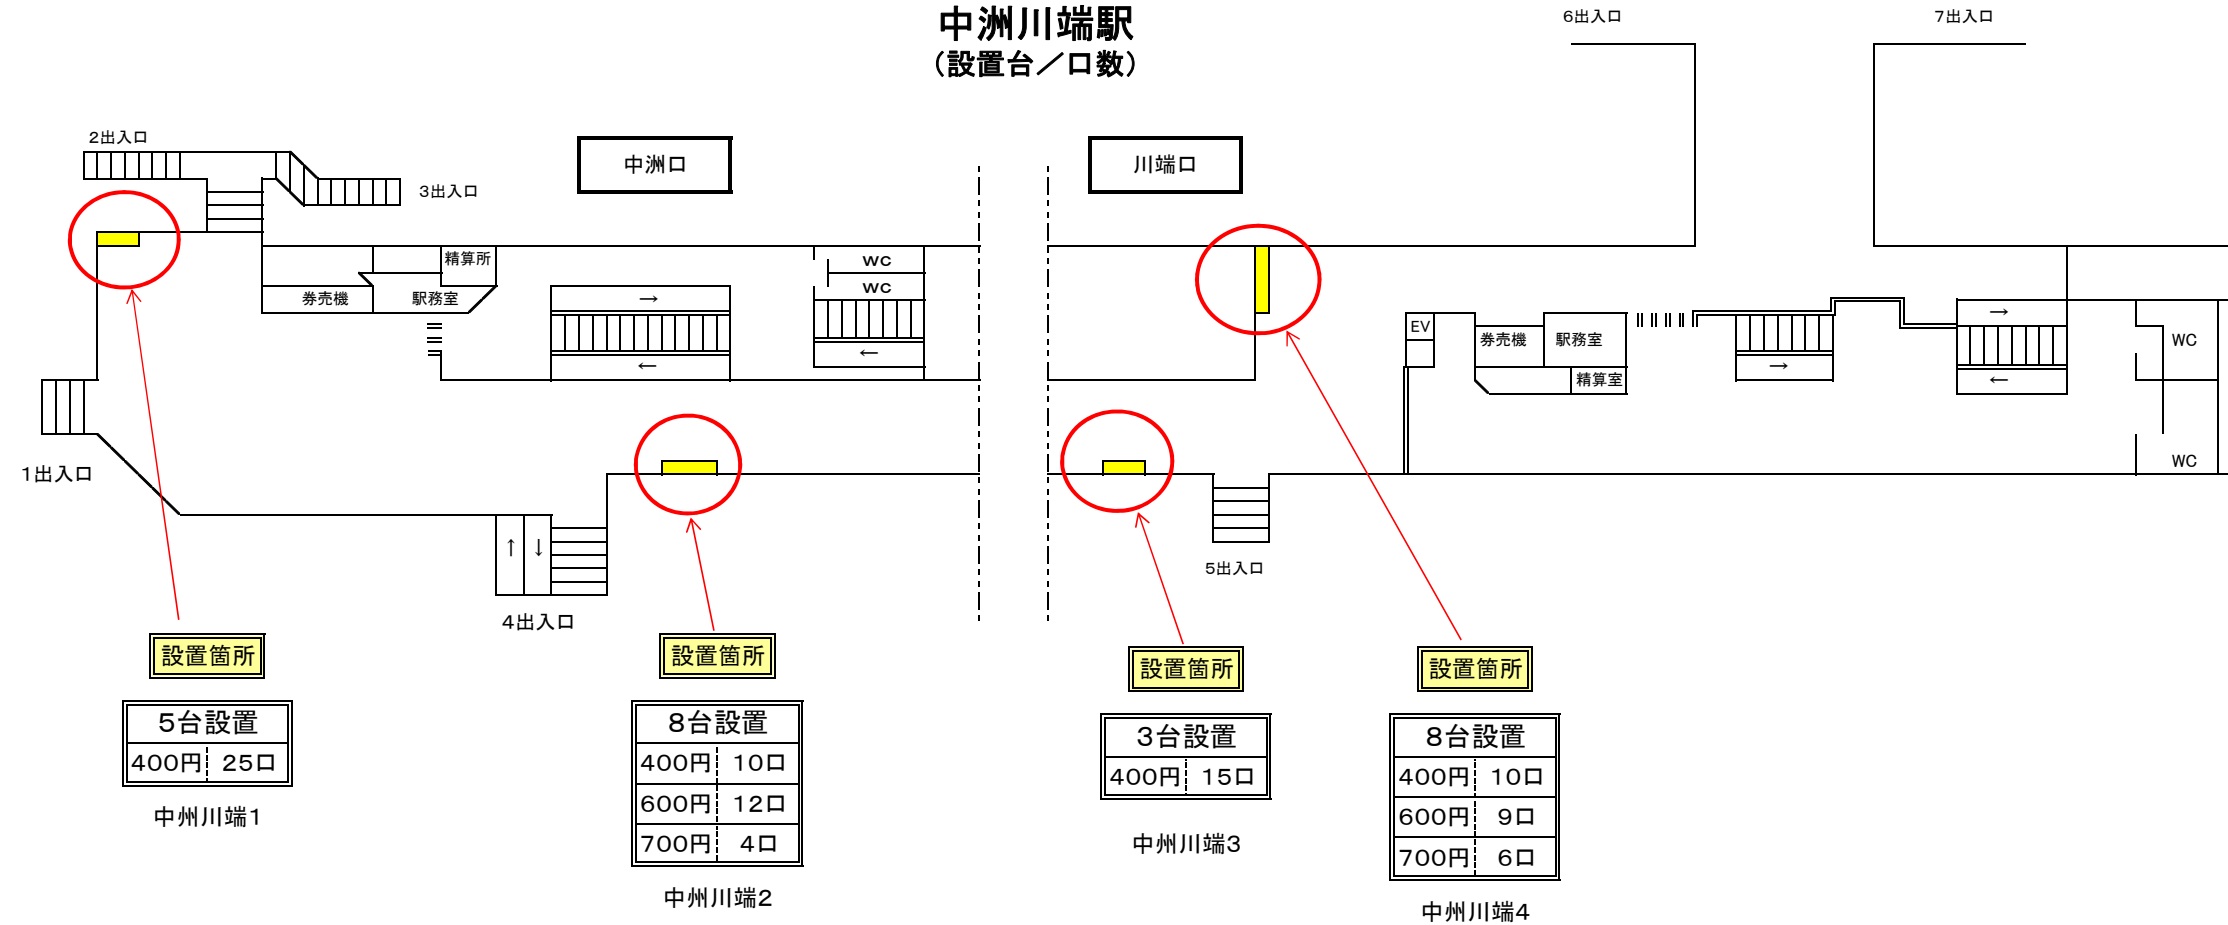 中洲川端駅
（設置台／口数）
6出入口
7出入口
2出入口
3出入口
中洲口
川端口
精算所
券売機
駅務室
→
←
WC
WC
←
EV
券売機
駅務室
精算室
→
→
←
WC
WC
1出入口
↑
↓
4出入口
5出入口
設置箇所
5台設置
400円 25口
中州川端1
設置箇所
8台設置
400円 10口
600円 12口
700円 4口
中州川端2
設置箇所
3台設置
400円 15口
中州川端3
設置箇所
8台設置
400円 10口
600円 9口
700円 6口
中州川端4